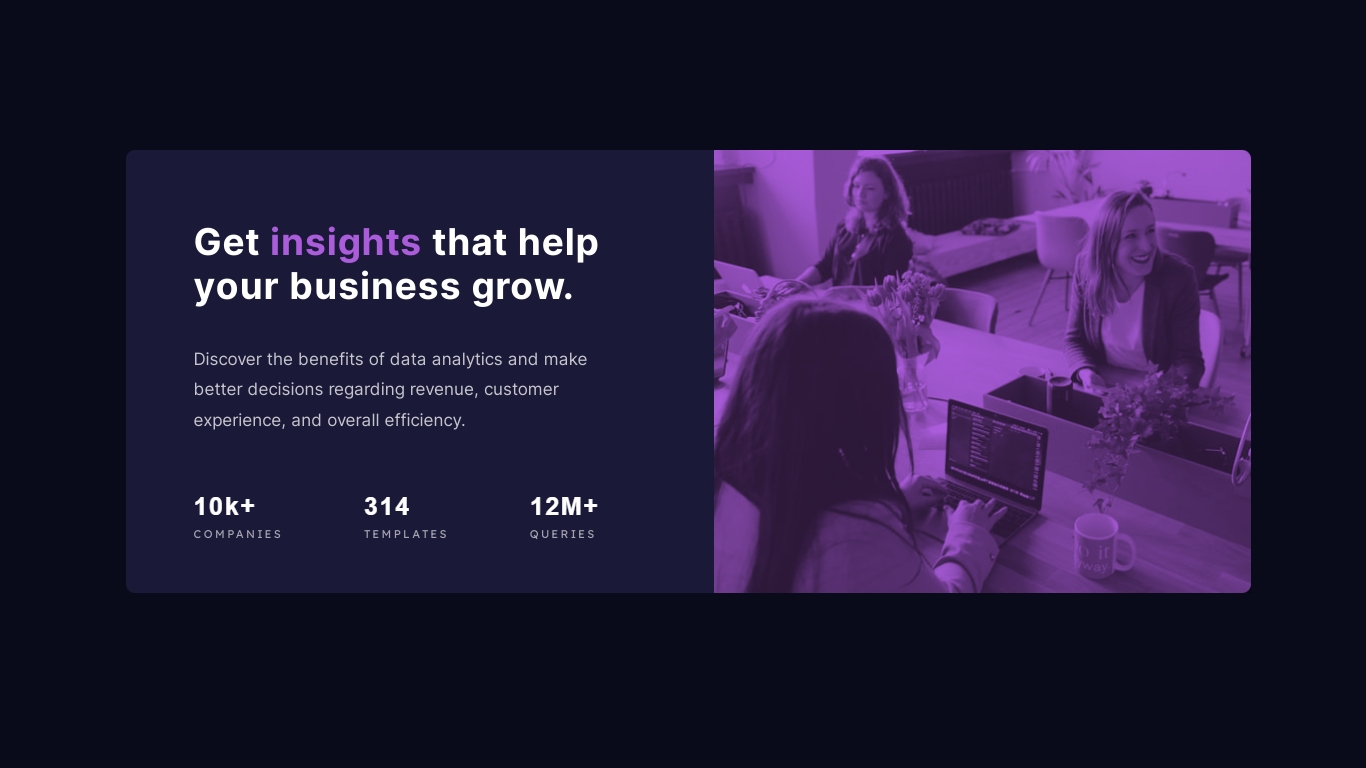 Get insights that help
your business grow.
Discover the benefits of data analytics and make
better decisions regarding revenue, customer
experience, and overall efficiency.
10k+ 314 12M+
COMPANIES TEMPLATES QUERIES